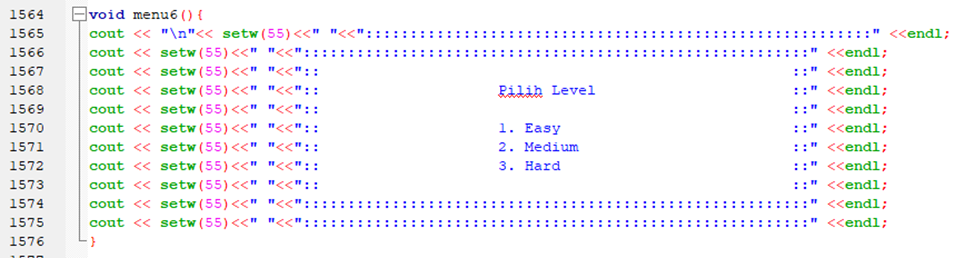 1564 void menu6(){
1565 cout << "\n"<< setw(55)<<" "<<"::::::::::::::::::::::::::::::::::::::::::::::::::::::::" <<endl;
1566 cout << setw(55)<<" "<<"::::::::::::::::::::::::::::::::::::::::::::::::::::::::" <<endl;
1567 cout << setw(55)<<" "<<"::                                                    ::" <<endl;
1568 cout << setw(55)<<" "<<"::                    Pilih Level                     ::" <<endl;
1569 cout << setw(55)<<" "<<"::                                                    ::" <<endl;
1570 cout << setw(55)<<" "<<"::                    1. Easy                         ::" <<endl;
1571 cout << setw(55)<<" "<<"::                    2. Medium                       ::" <<endl;
1572 cout << setw(55)<<" "<<"::                    3. Hard                         ::" <<endl;
1573 cout << setw(55)<<" "<<"::                                                    ::" <<endl;
1574 cout << setw(55)<<" "<<"::::::::::::::::::::::::::::::::::::::::::::::::::::::::" <<endl;
1575 cout << setw(55)<<" "<<"::::::::::::::::::::::::::::::::::::::::::::::::::::::::" <<endl;
1576 }